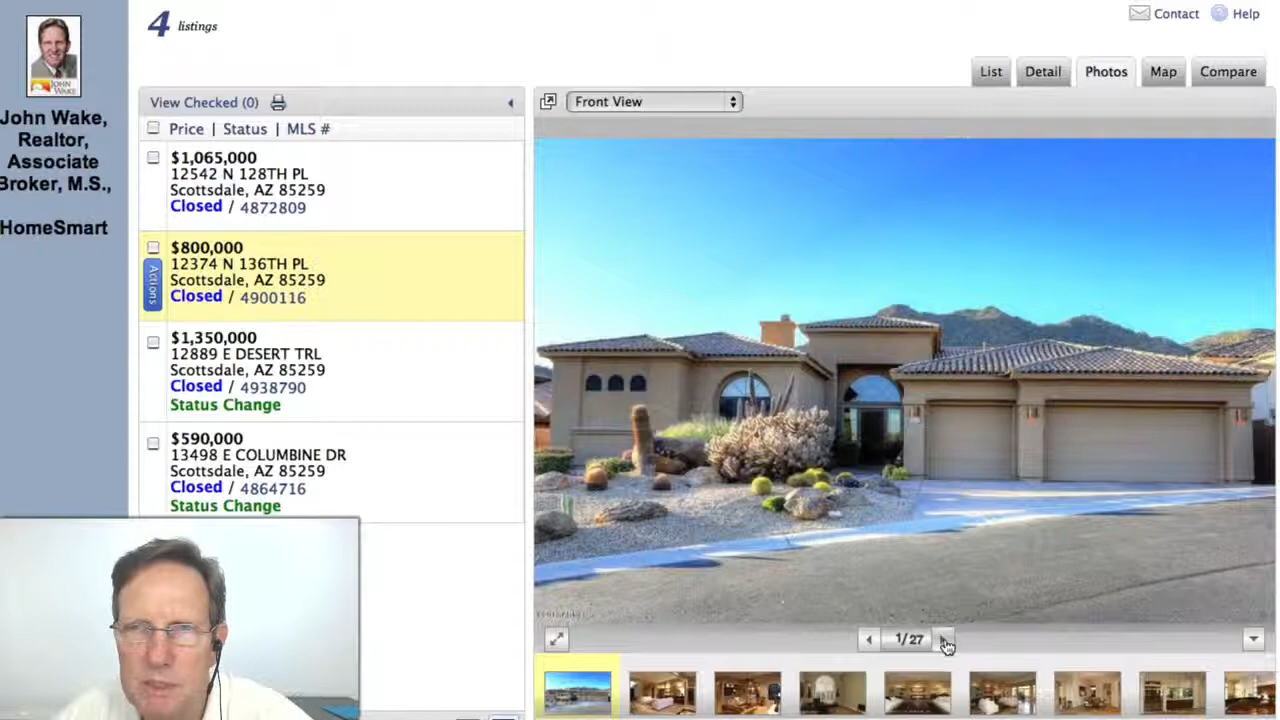 4 listings
Contact
Help
JOHN WAKE
John Wake,
Realtor,
Associate
Broker, M.S.,
HomeSmart
List
Detail
Photos
Map
Compare
View Checked (0)
Front View
Price | Status | MLS #
$1,065,000
12542 N 128TH PL
Scottsdale, AZ 85259
Closed / 4872809
Actions
$800,000
12374 N 136TH PL
Scottsdale, AZ 85259
Closed / 4900116
$1,350,000
12889 E DESERT TRL
Scottsdale, AZ 85259
Closed / 4938790
Status Change
$590,000
13498 E COLUMBINE DR
Scottsdale, AZ 85259
Closed / 4864716
Status Change
1/27